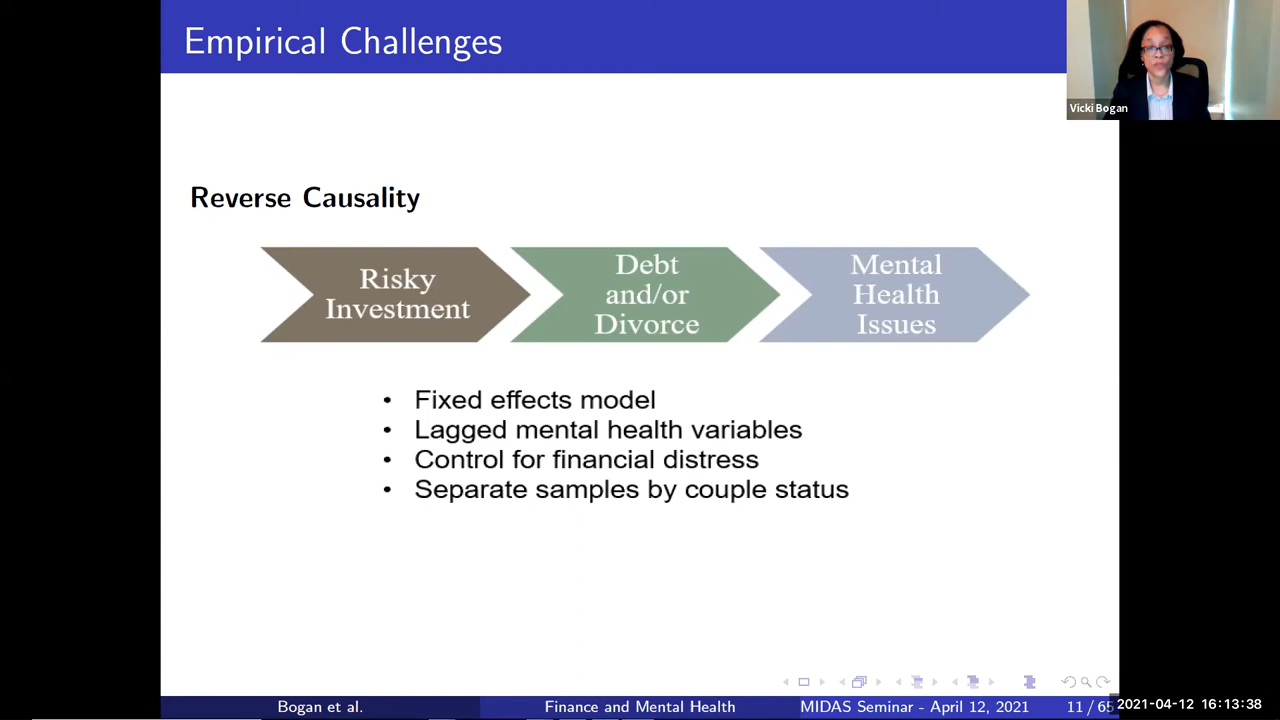 Empirical Challenges
Vicki Bogan
Reverse Causality
Risky
Investment
Debt
and/or
Divorce
Mental
Health
Issues
• Fixed effects model
• Lagged mental health variables
• Control for financial distress
• Separate samples by couple status
Bogan et al. Finance and Mental Health MIDAS Seminar - April 12, 2021 11 / 65
2021-04-12 16:13:38